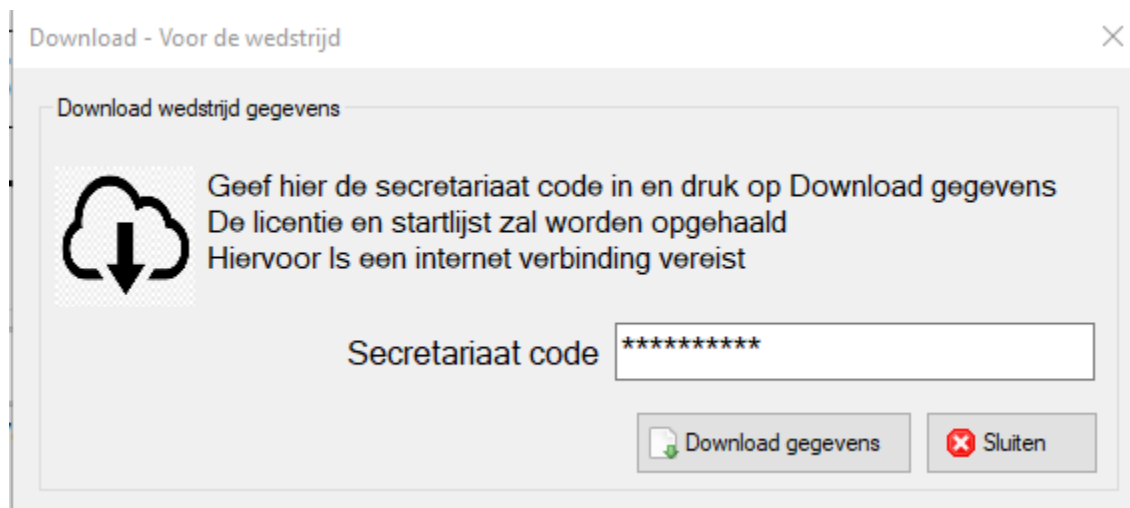 Download - Voor de wedstrijd
Download wedstrijd gegevens
Geef hier de secretariaat code in en druk op Download gegevens
De licentie en startlijst zal worden opgehaald
Hiervoor Is een internet verbinding vereist
Secretariaat code **********
Download gegevens Sluiten